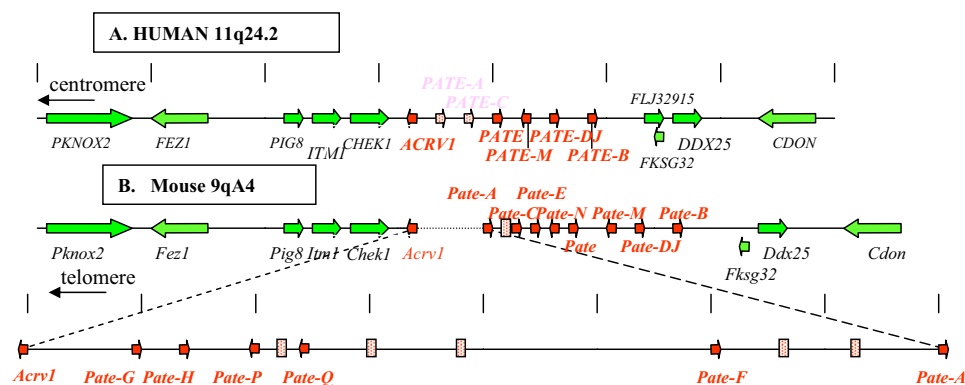 A. HUMAN 11q24.2
centromere
PATE-A
PATE-C
FLJ32915
PKNOX2 FEZ1 PIG8 ITM1 CHEK1 ACRV1 PATE PATE-DJ DDX25 CDON
PATE-M PATE-B FKSG32
B. Mouse 9qA4
Pate-A Pate-E
Pate-C Pate-N Pate-M Pate-B
Pknox2 Fez1 Pig8 Itm1 Chek1 Acrv1 Pate Pate-DJ Ddx25 Cdon
Fksg32
telomere
Acrv1 Pate-G Pate-H Pate-P Pate-Q Pate-F Pate-A